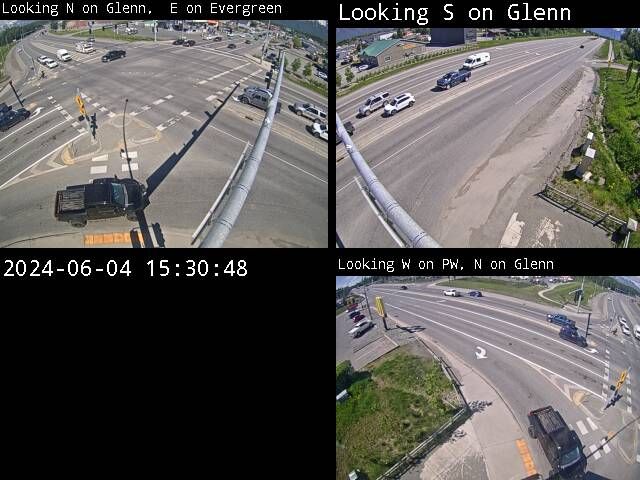 Looking N on Glenn,  E on Evergreen
Looking S on Glenn
2024-06-04 15:30:48
Looking W on PW, N on Glenn